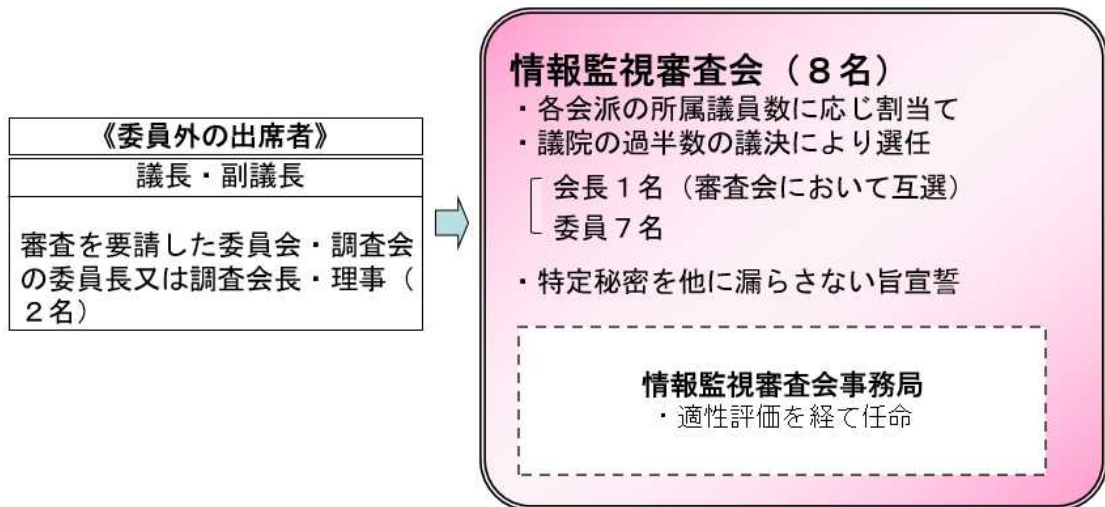 《委員外の出席者》
議長・副議長
審査を要請した委員会・調査会
の委員長又は調査会長・理事（
２名）
情報監視審査会（８名）
・各会派の所属議員数に応じ割当て
・議院の過半数の議決により選任
会長１名（審査会において互選）
委員７名
・特定秘密を他に漏らさない旨宣誓
情報監視審査会事務局
・適性評価を経て任命